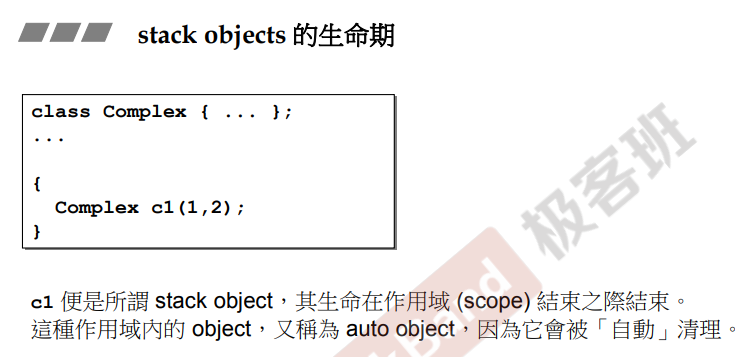 stack objects 的生命期
class Complex { ... };
...
{
Complex c1(1,2);
}
c1 便是所謂 stack object，其生命在作用域 (scope) 結束之際結束。
這種作用域內的 object，又稱為 auto object，因為它會被「自動」清理。
Band
极客班